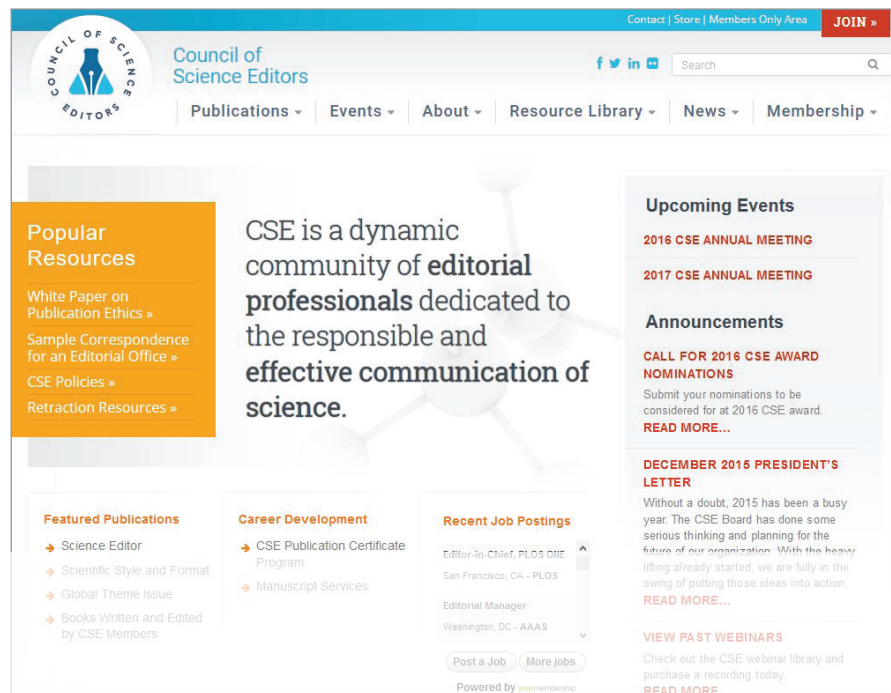 Contact | Store | Members Only Area
JOIN »
COUNCIL OF SCIENCE
EDITORS
Council of
Science Editors
Search
Publications
Events
About
Resource Library
News
Membership
Popular
Resources
White Paper on
Publication Ethics »
Sample Correspondence
for an Editorial Office »
CSE Policies »
Retraction Resources »
CSE is a dynamic
community of editorial
professionals dedicated to
the responsible and
effective communication of
science.
Upcoming Events
2016 CSE ANNUAL MEETING
2017 CSE ANNUAL MEETING
Announcements
CALL FOR 2016 CSE AWARD
NOMINATIONS
Submit your nominations to be
considered for at 2016 CSE award.
READ MORE...
DECEMBER 2015 PRESIDENT'S
LETTER
Without a doubt, 2015 has been a busy
year. The CSE Board has done some
serious thinking and planning for the
future of our organization. With the heavy
lifting already started, we are fully in the
swing of putting those ideas into action.
READ MORE...
VIEW PAST WEBINARS
Check out the CSE webinar library and
purchase a recording today.
READ MORE
Featured Publications
Science Editor
Scientific Style and Format
Global Theme Issue
Books Written and Edited
by CSE Members
Career Development
CSE Publication Certificate
Program
Manuscript Services
Recent Job Postings
Editor-in-Chief, PLOS ONE
San Francisco, CA - PLOS
Editorial Manager
Washington, DC - AAAS
Post a Job
More jobs
Powered by yourmembership